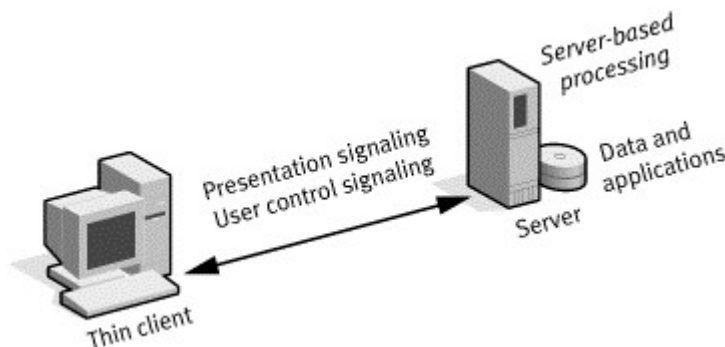 Server-based
processing
Presentation signaling
User control signaling
Data and
applications
Server
Thin client